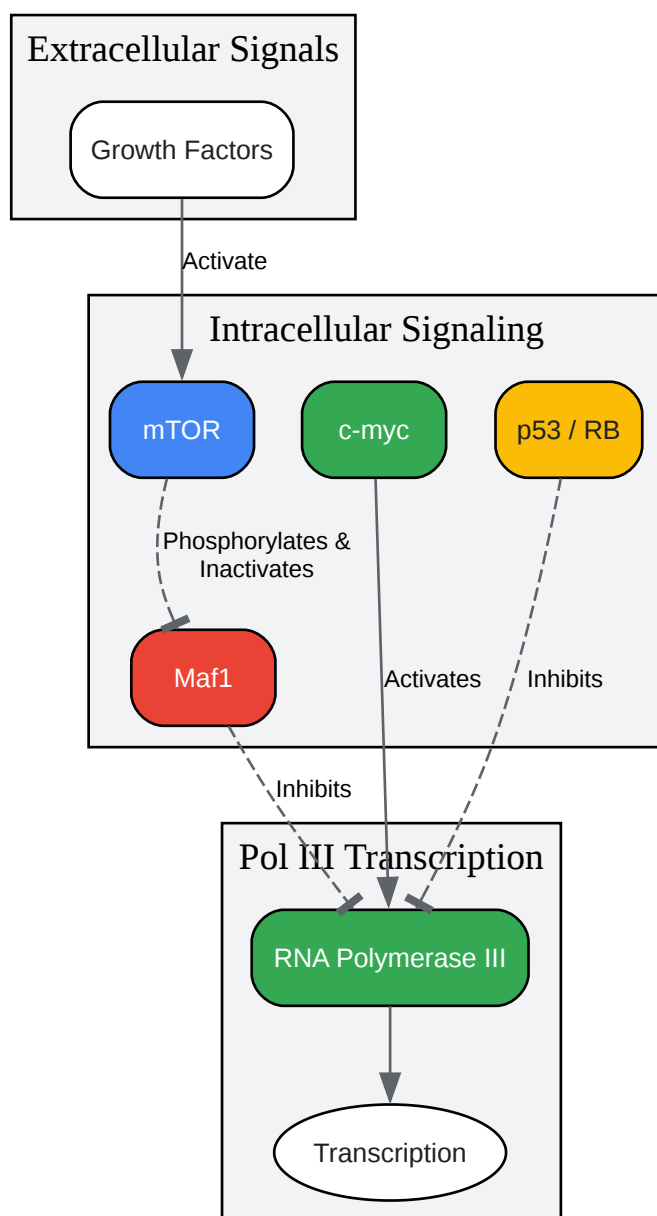 Extracellular Signals
Growth Factors
Activate
Intracellular Signaling
mTOR
c-myc
p53 / RB
Phosphorylates &
Inactivates
Maf1
Activates
Inhibits
Inhibits
Pol III Transcription
RNA Polymerase III
Transcription